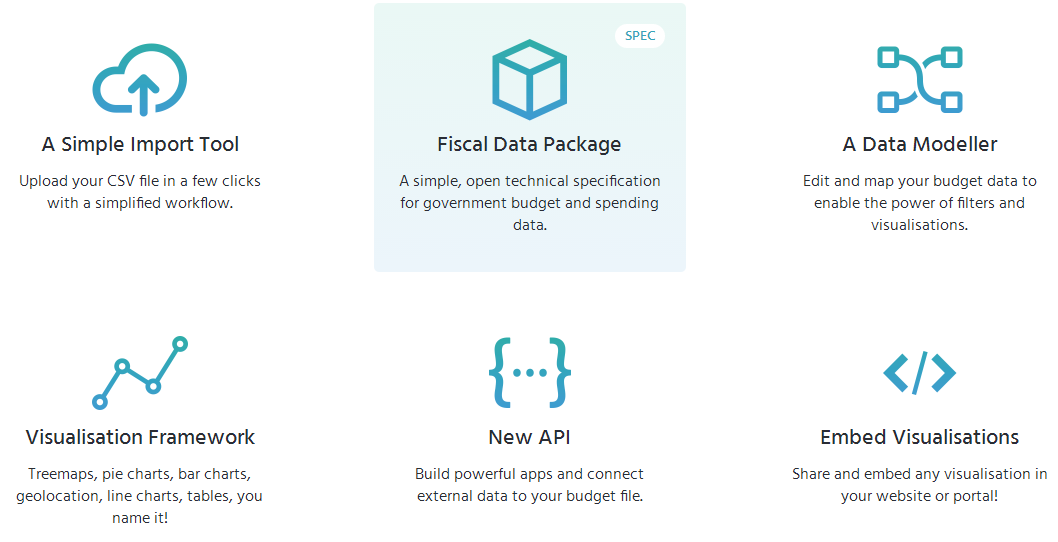 A Simple Import Tool
Upload your CSV file in a few clicks
with a simplified workflow.
SPEC
Fiscal Data Package
A simple, open technical specification
for government budget and spending
data.
A Data Modeller
Edit and map your budget data to
enable the power of filters and
visualisations.
Visualisation Framework
Treemaps, pie charts, bar charts,
geolocation, line charts, tables, you
name it!
New API
Build powerful apps and connect
external data to your budget file.
Embed Visualisations
Share and embed any visualisation in
your website or portal!